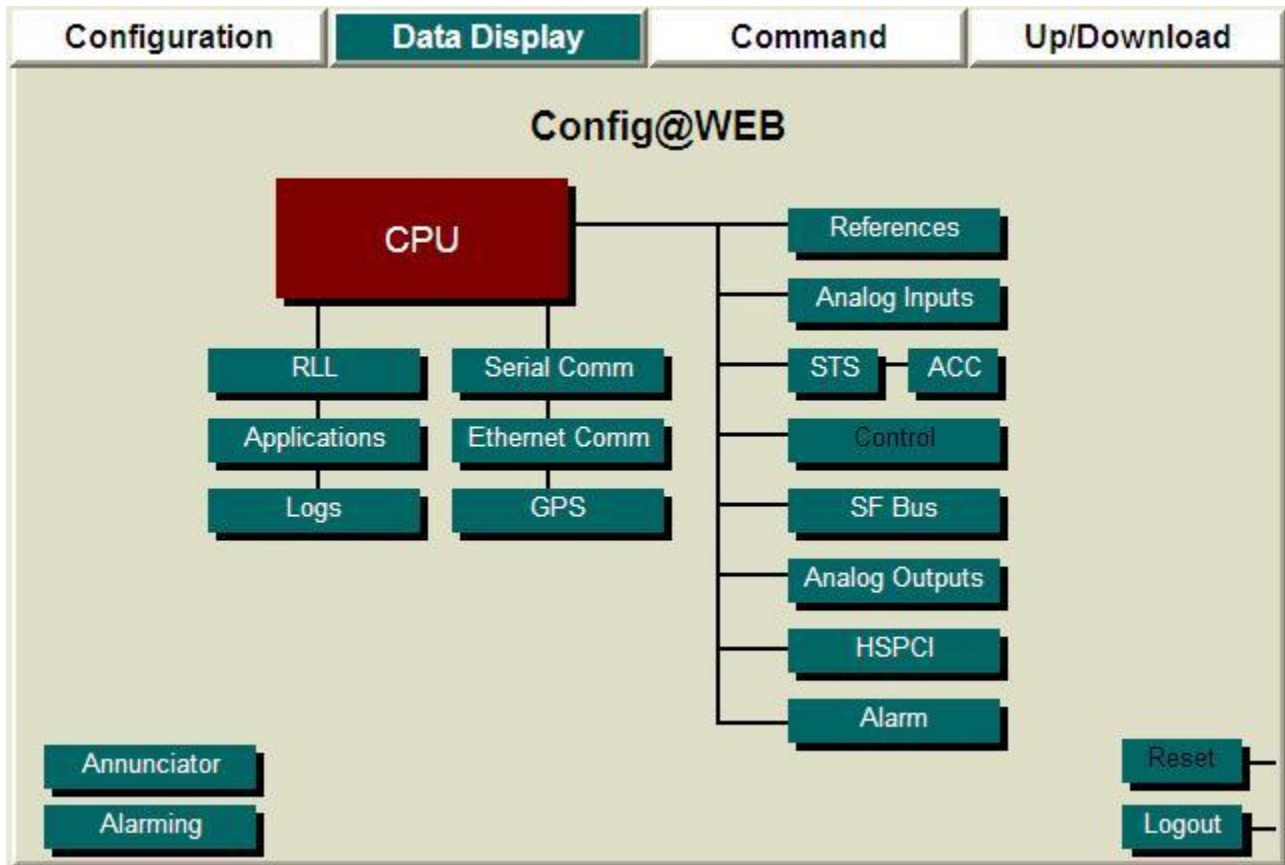 Configuration
Data Display
Command
Up/Download
Config@WEB
CPU
RLL
Applications
Logs
Serial Comm
Ethernet Comm
GPS
References
Analog Inputs
STS
ACC
Control
SF Bus
Analog Outputs
HSPCI
Alarm
Annunciator
Alarming
Reset
Logout